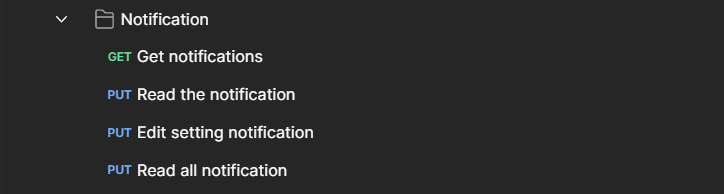 Notification
GET Get notifications
PUT Read the notification
PUT Edit setting notification
PUT Read all notification